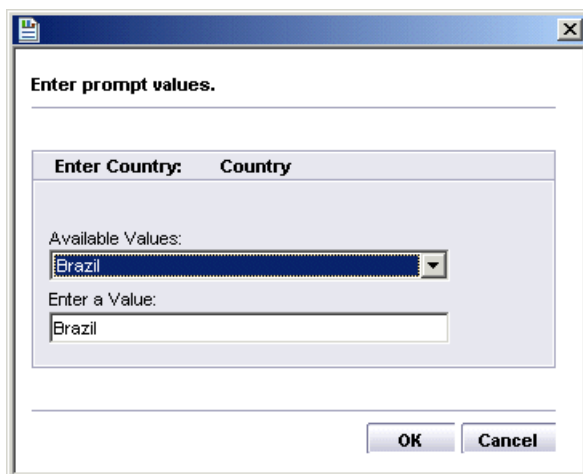 Enter prompt values.
Enter Country: Country
Available Values:
Brazil
Enter a Value:
Brazil
OK Cancel